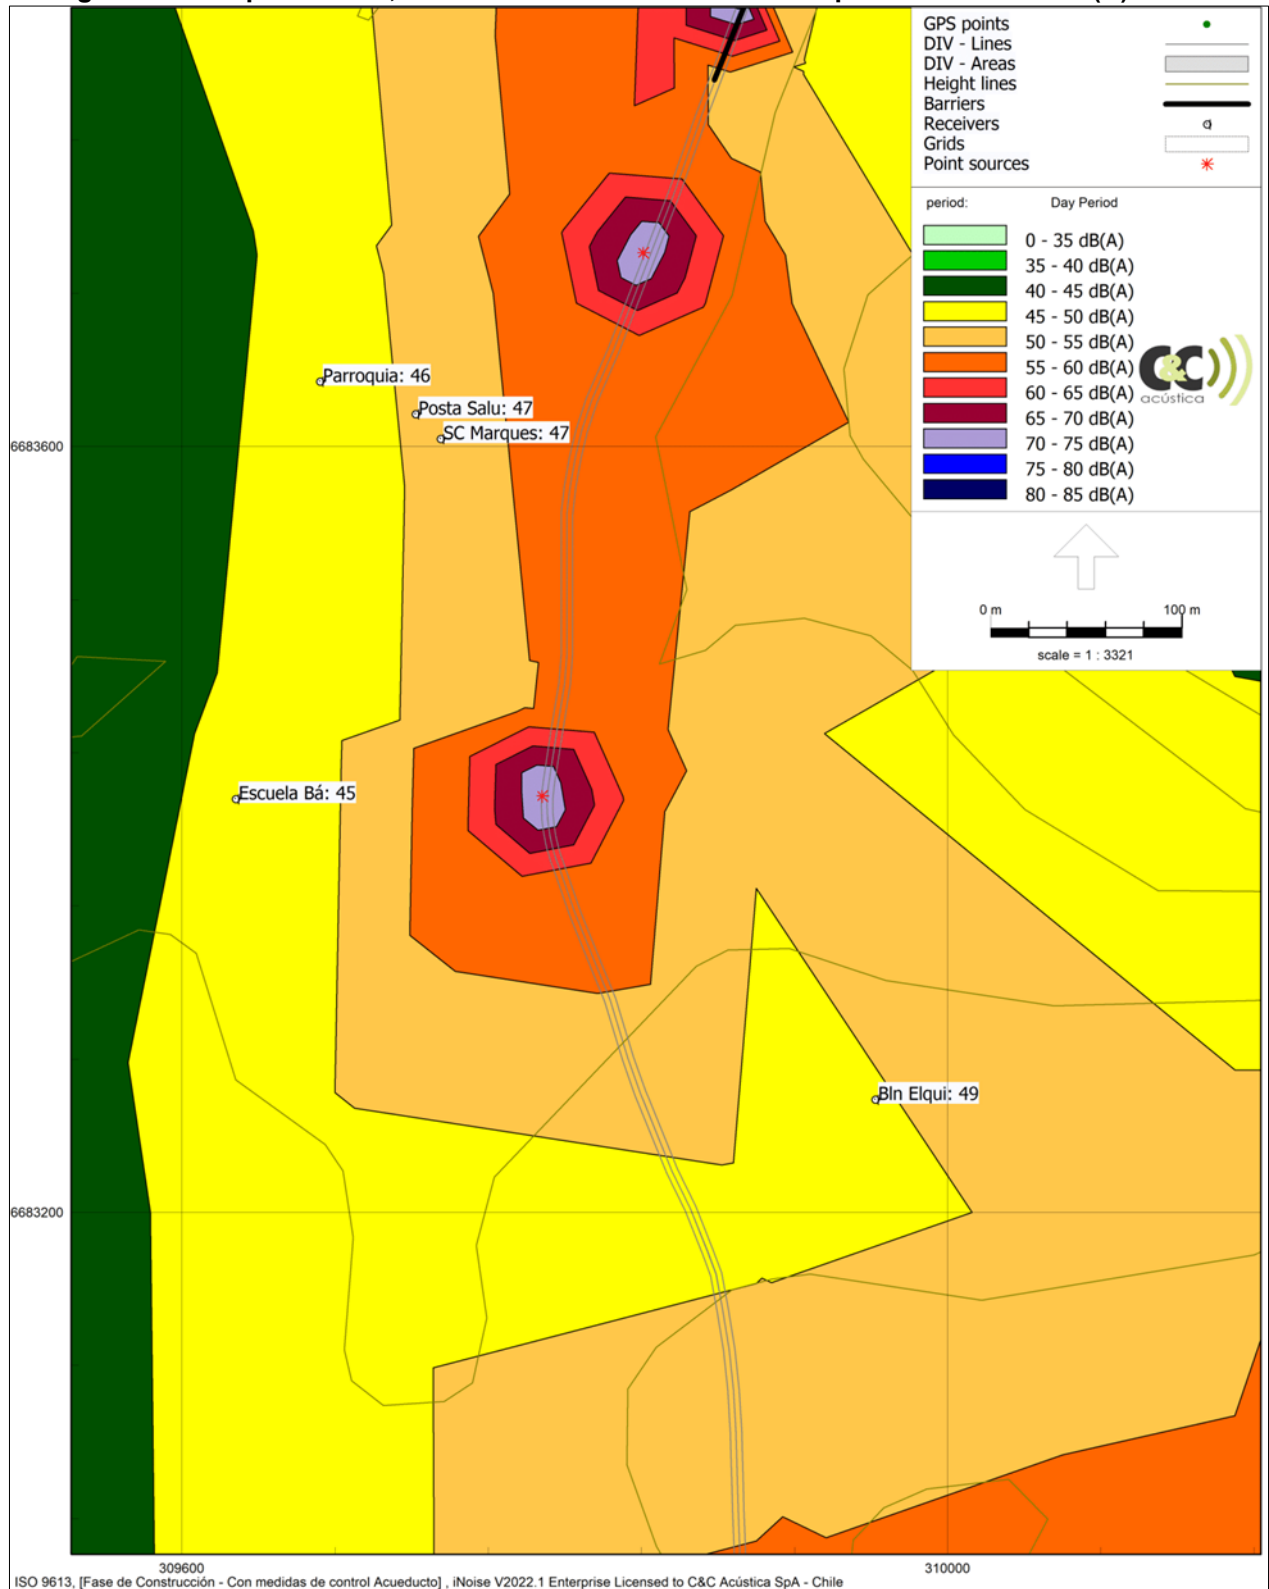 GPS points
DIV - Lines
DIV - Areas
Height lines
Barriers
Receivers
Grids
Point sources
period: Day Period
0 - 35 dB(A)
35 - 40 dB(A)
40 - 45 dB(A)
45 - 50 dB(A)
50 - 55 dB(A)
55 - 60 dB(A)
60 - 65 dB(A)
65 - 70 dB(A)
70 - 75 dB(A)
75 - 80 dB(A)
80 - 85 dB(A)
C&C
acústica
0 m 100 m
scale = 1 : 3321
Parroquia: 46
Posta Salu: 47
SC Marques: 47
6683600
Escuela Bá: 45
Bln Elqui: 49
6683200
309600 310000
ISO 9613, [Fase de Construcción - Con medidas de control Acueducto] , iNoise V2022.1 Enterprise Licensed to C&C Acústica SpA - Chile